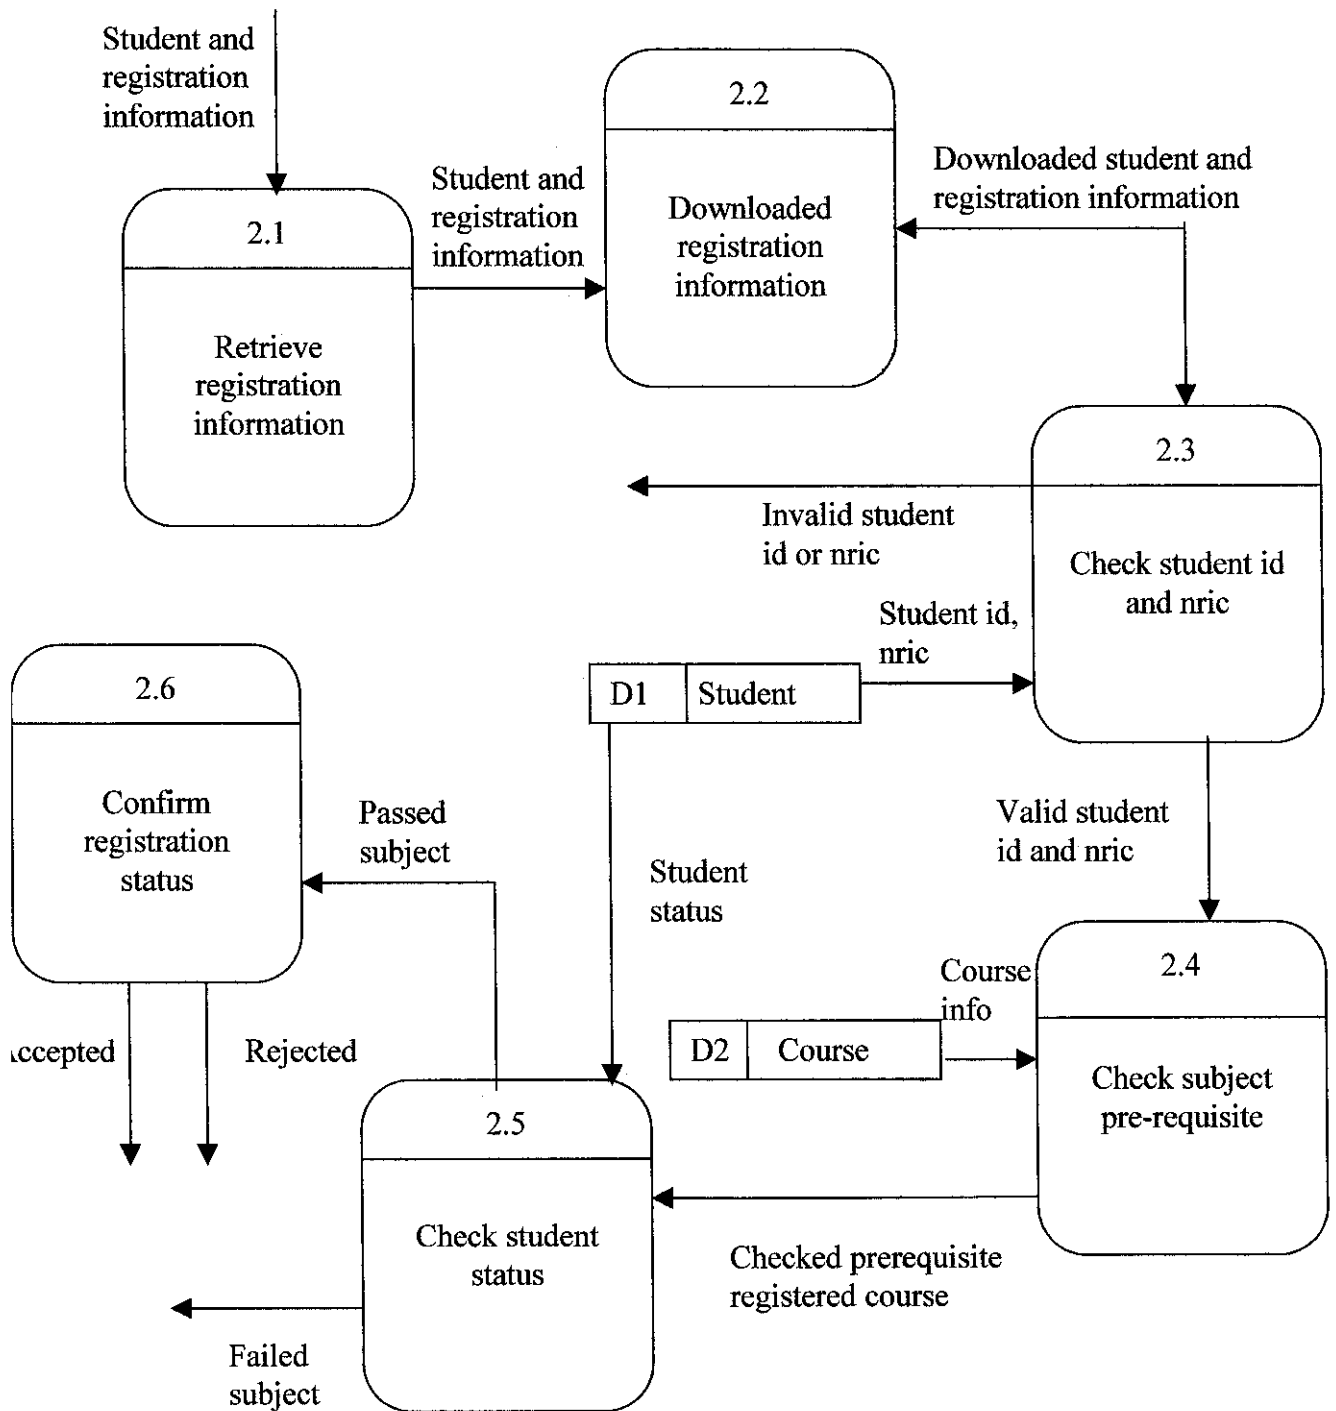 Student and
registration
information
2.1
Retrieve
registration
information
Student and
registration
information
2.2
Downloaded
registration
information
Downloaded student and
registration information
2.3
Check student id
and nric
Invalid student
id or nric
Student id,
nric
D1 Student
Valid student
id and nric
2.6
Confirm
registration
status
Passed
subject
Student
status
2.4
Check subject
pre-requisite
Course
info
D2 Course
ccepted
Rejected
2.5
Check student
status
Checked prerequisite
registered course
Failed
subject